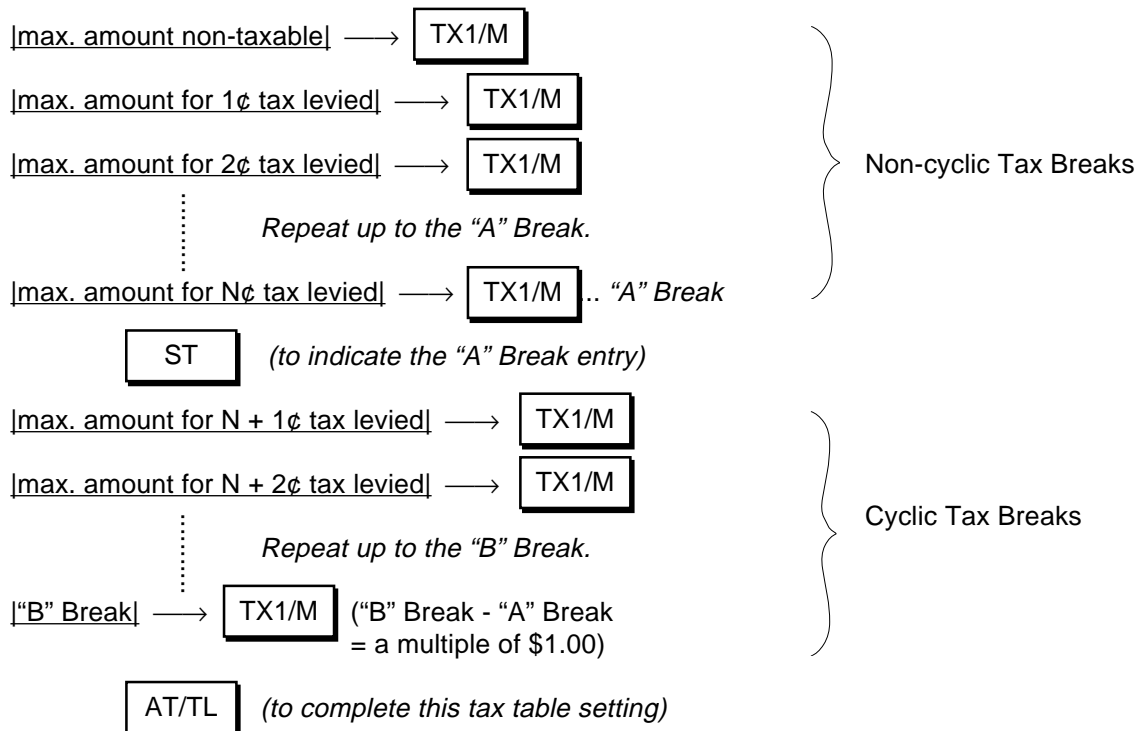 |max. amount non-taxable| ⟶ TX1/M
|max. amount for 1¢ tax levied| ⟶ TX1/M
|max. amount for 2¢ tax levied| ⟶ TX1/M
Non-cyclic Tax Breaks
Repeat up to the “A” Break.
|max. amount for N¢ tax levied| ⟶ TX1/M ... “A” Break
ST (to indicate the “A” Break entry)
|max. amount for N + 1¢ tax levied| ⟶ TX1/M
|max. amount for N + 2¢ tax levied| ⟶ TX1/M
Cyclic Tax Breaks
Repeat up to the “B” Break.
|“B” Break| ⟶ TX1/M (“B” Break - “A” Break
= a multiple of $1.00)
AT/TL (to complete this tax table setting)